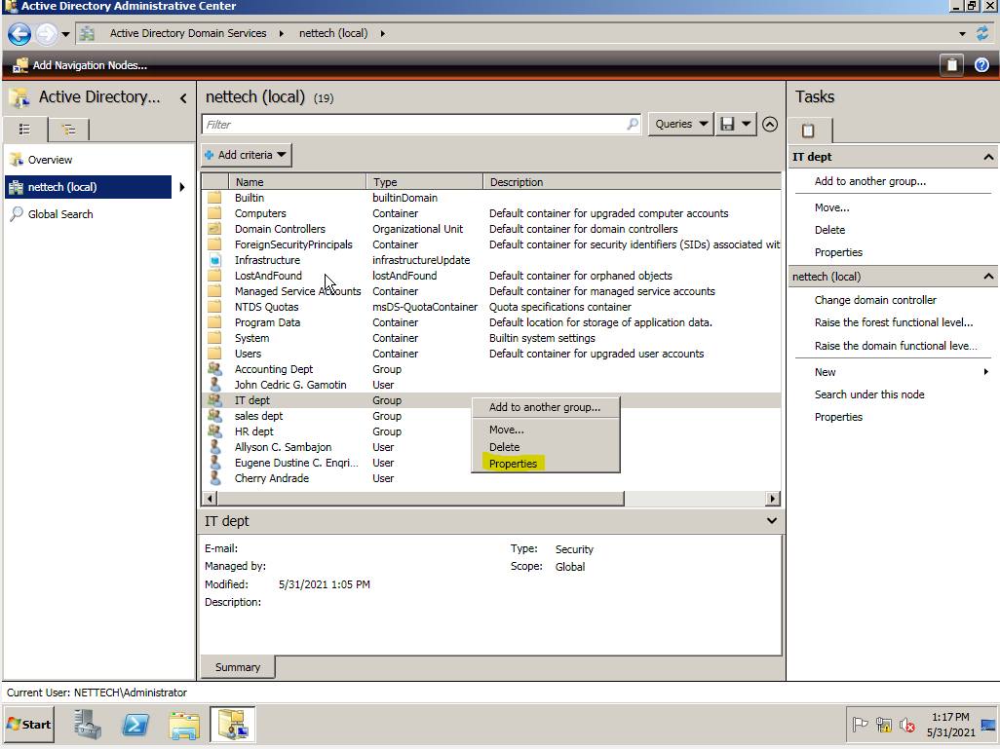 Active Directory Administrative Center
Active Directory Domain Services
nettech (local)
Add Navigation Nodes...
Active Directory...
Overview
nettech (local)
Global Search
nettech (local) (19)
Filter
Queries
Add criteria
Name Type Description
Builtin builtinDomain
Computers Container Default container for upgraded computer accounts
Domain Controllers Organizational Unit Default container for domain controllers
ForeignSecurityPrincipals Container Default container for security identifiers (SIDs) associated wit
Infrastructure infrastructureUpdate
LostAndFound lostAndFound Default container for orphaned objects
Managed Service Accounts Container Default container for managed service accounts
NTDS Quotas msDS-QuotaContainer Quota specifications container
Program Data Container Default location for storage of application data.
System Container Builtin system settings
Users Container Default container for upgraded user accounts
Accounting Dept Group
John Cedric G. Gamotin User
IT dept Group
sales dept Group
HR dept Group
Allyson C. Sambajon User
Eugene Dustine C. Enqri... User
Cherry Andrade User
Add to another group...
Move...
Delete
Properties
IT dept
E-mail:
Managed by:
Modified: 5/31/2021 1:05 PM
Description:
Type: Security
Scope: Global
Summary
Tasks
IT dept
Add to another group...
Move...
Delete
Properties
nettech (local)
Change domain controller
Raise the forest functional level...
Raise the domain functional leve...
New
Search under this node
Properties
Current User: NETTECH\Administrator
Start
1:17 PM
5/31/2021